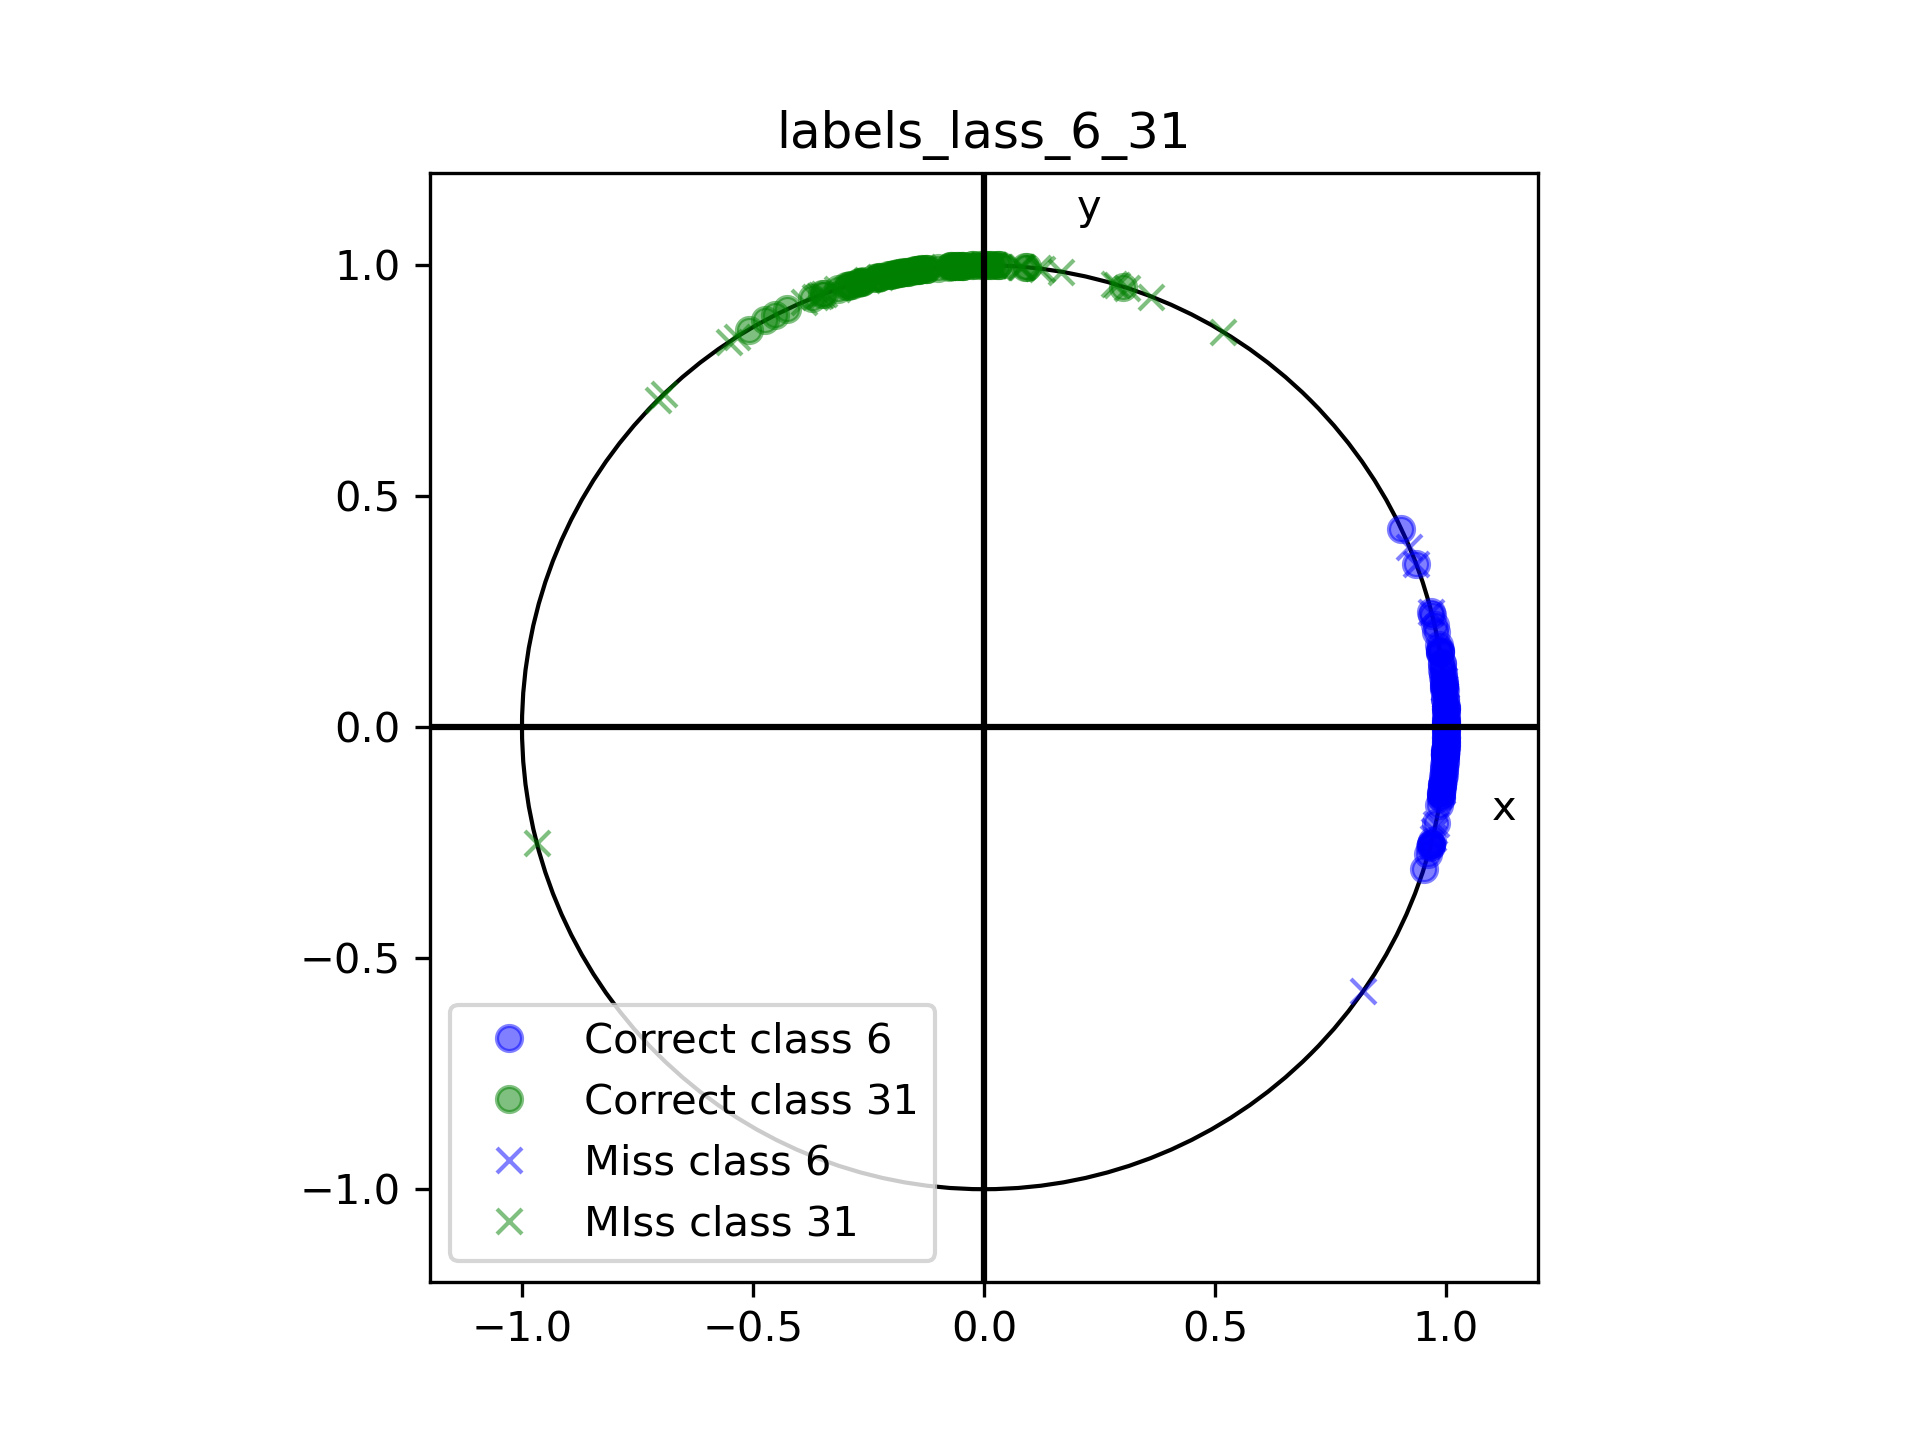 labels_lass_6_31
y
1.0
0.5
0.0
x
−0.5
−1.0
Correct class 6
Correct class 31
Miss class 6
MIss class 31
−1.0 −0.5 0.0 0.5 1.0